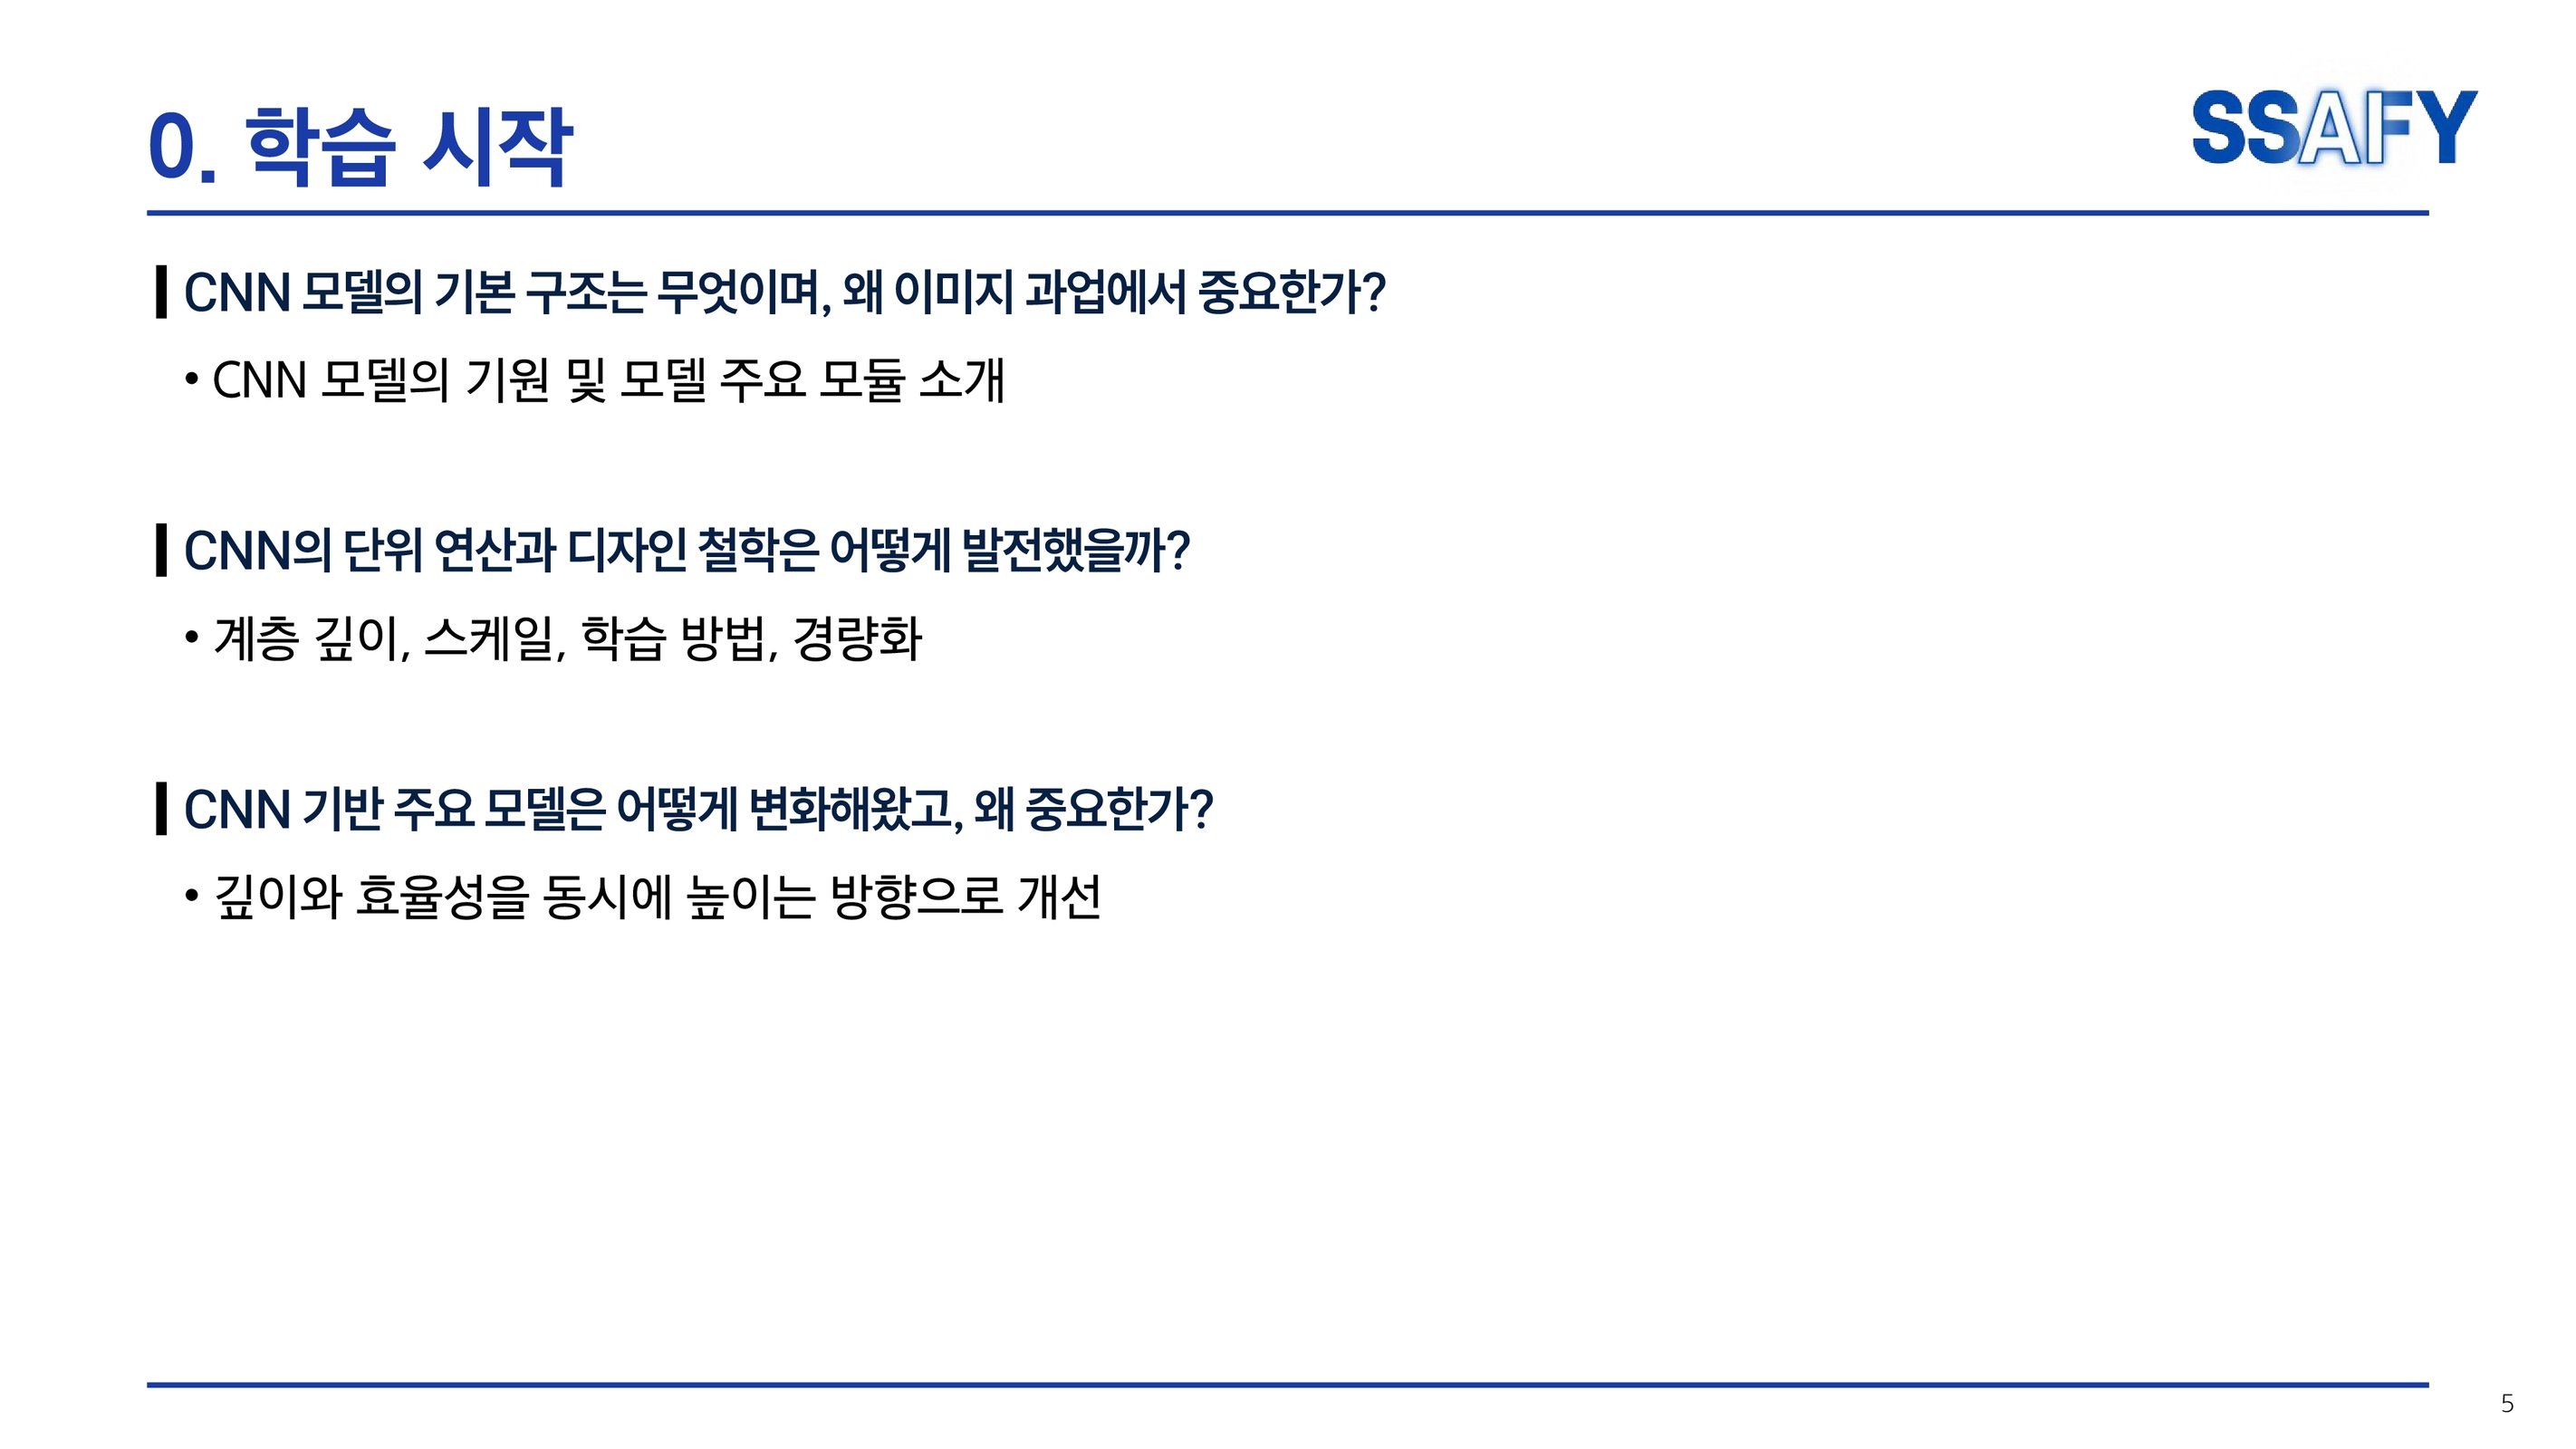 0. 학습 시작
SSAFY
CNN 모델의 기본 구조는 무엇이며, 왜 이미지 과업에서 중요한가?
• CNN 모델의 기원 및 모델 주요 모듈 소개
CNN의 단위 연산과 디자인 철학은 어떻게 발전했을까?
• 계층 깊이, 스케일, 학습 방법, 경량화
CNN 기반 주요 모델은 어떻게 변화해왔고, 왜 중요한가?
• 깊이와 효율성을 동시에 높이는 방향으로 개선
5